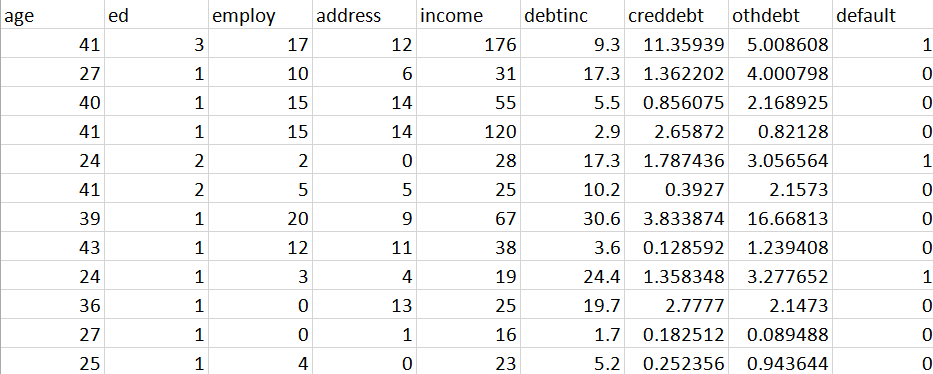 age ed employ address income debtinc creddebt othdebt default
41 3 17 12 176 9.3 11.35939 5.008608 1
27 1 10 6 31 17.3 1.362202 4.000798 0
40 1 15 14 55 5.5 0.856075 2.168925 0
41 1 15 14 120 2.9 2.65872 0.82128 0
24 2 2 0 28 17.3 1.787436 3.056564 1
41 2 5 5 25 10.2 0.3927 2.1573 0
39 1 20 9 67 30.6 3.833874 16.66813 0
43 1 12 11 38 3.6 0.128592 1.239408 0
24 1 3 4 19 24.4 1.358348 3.277652 1
36 1 0 13 25 19.7 2.7777 2.1473 0
27 1 0 1 16 1.7 0.182512 0.089488 0
25 1 4 0 23 5.2 0.252356 0.943644 0